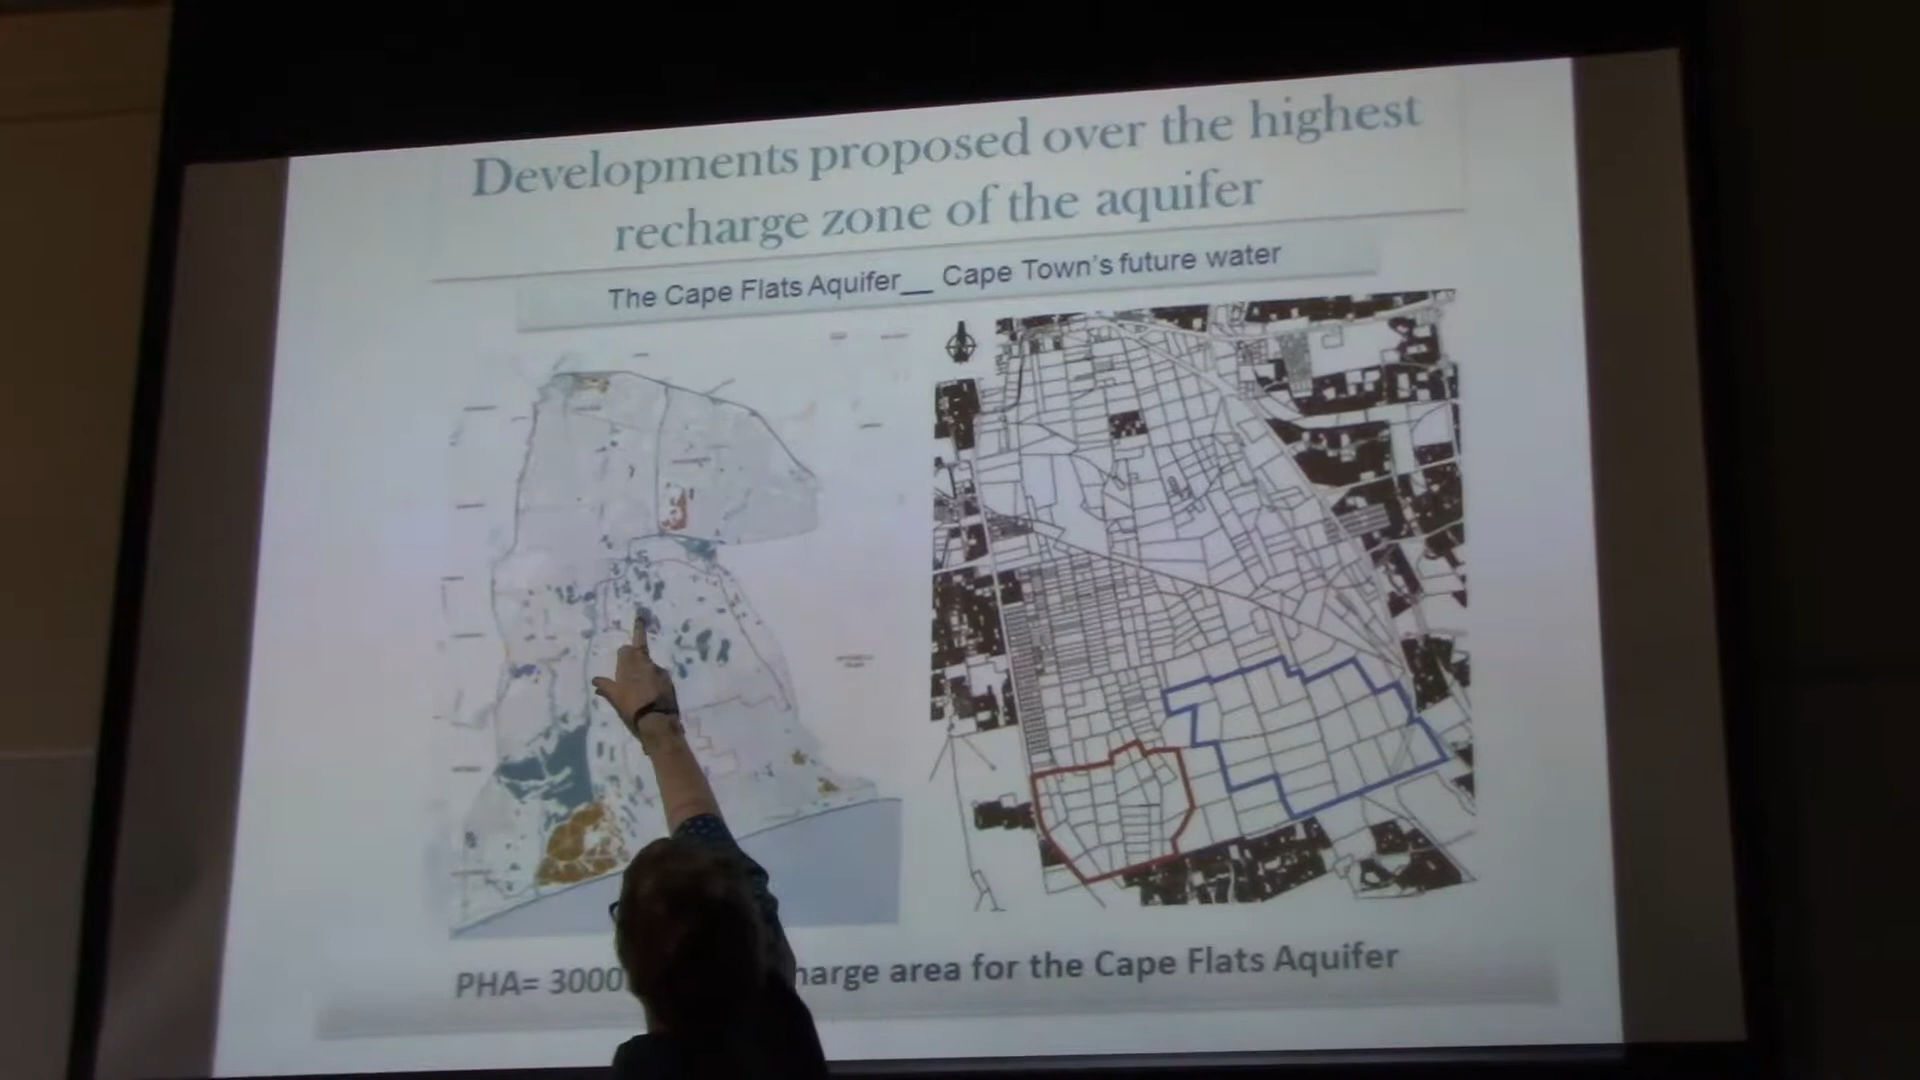 Developments proposed over the highest
recharge zone of the aquifer
The Cape Flats Aquifer__ Cape Town's future water
PHA= 3000 harge area for the Cape Flats Aquifer